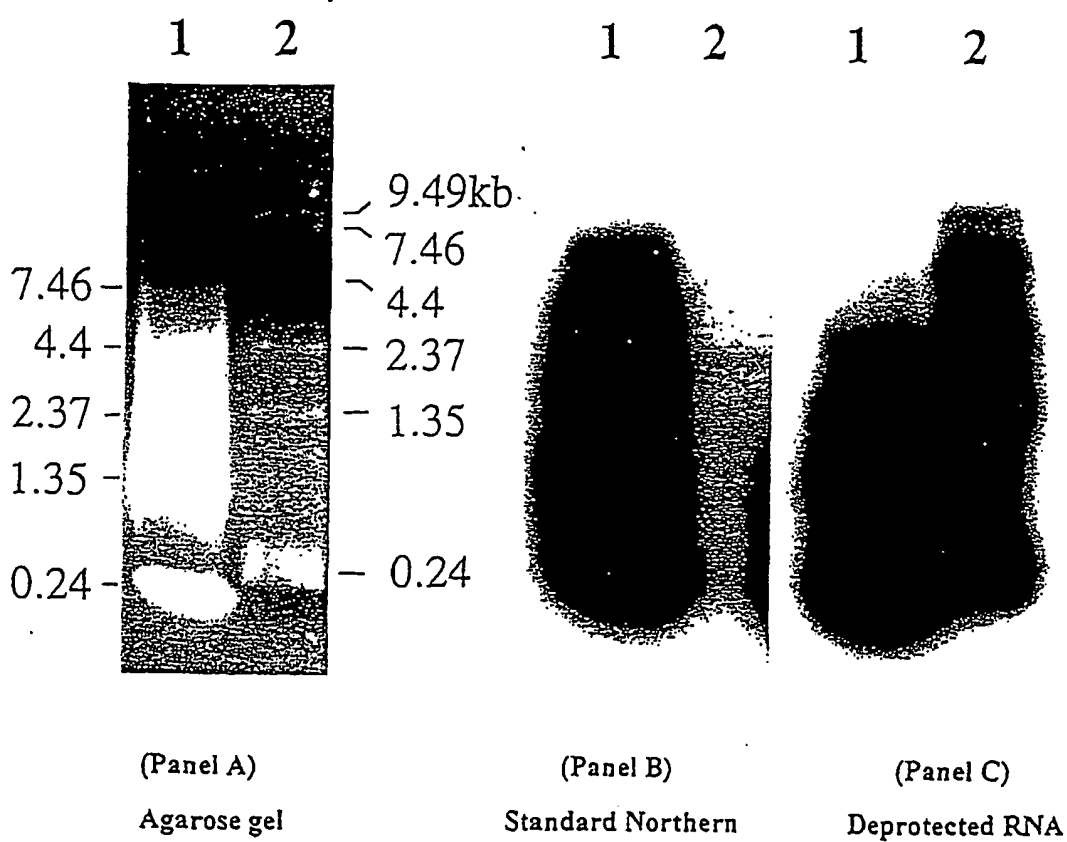 1 2
1 2
1 2
7.46
4.4
2.37
1.35
0.24
9.49kb
7.46
4.4
2.37
1.35
0.24
(Panel A)
Agarose gel
(Panel B)
Standard Northern
(Panel C)
Deprotected RNA